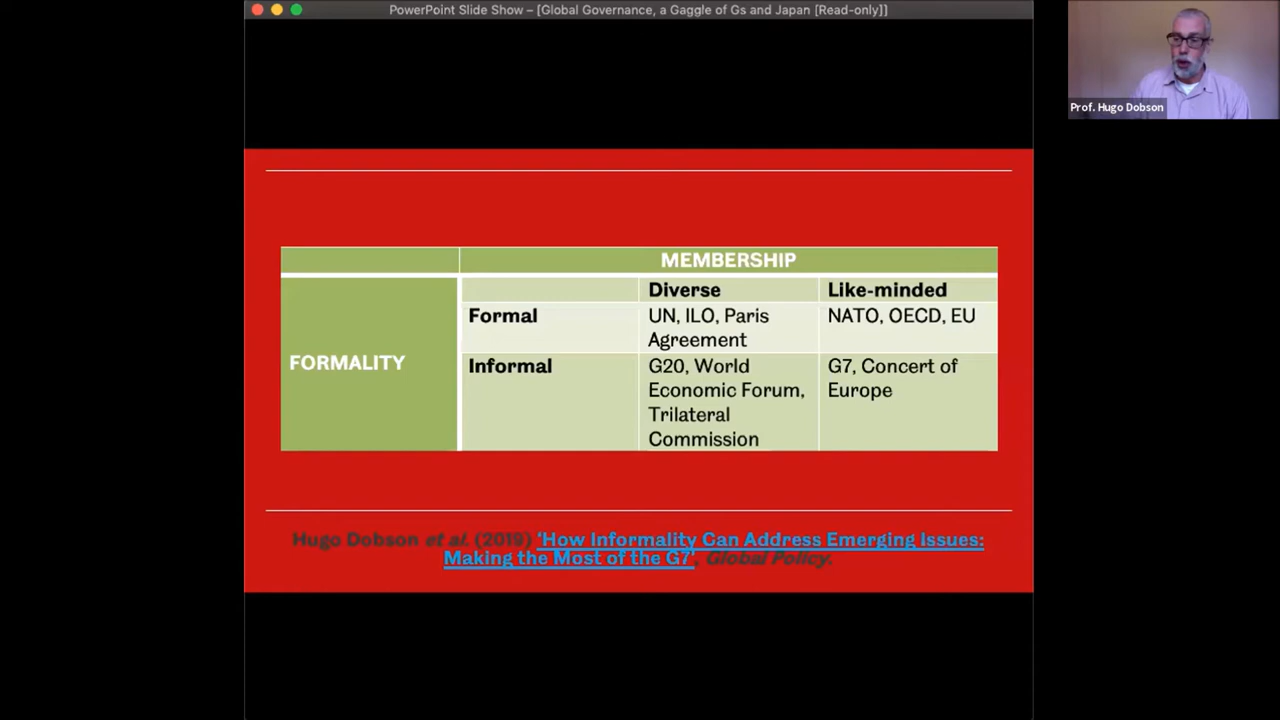 PowerPoint Slide Show – [Global Governance, a Gaggle of Gs and Japan [Read-only]]
Prof. Hugo Dobson
MEMBERSHIP
FORMALITY
Diverse
Like-minded
Formal
UN, ILO, Paris
Agreement
NATO, OECD, EU
Informal
G20, World
Economic Forum,
Trilateral
Commission
G7, Concert of
Europe
Hugo Dobson et al. (2019) 'How Informality Can Address Emerging Issues:
Making the Most of the G7', Global Policy.